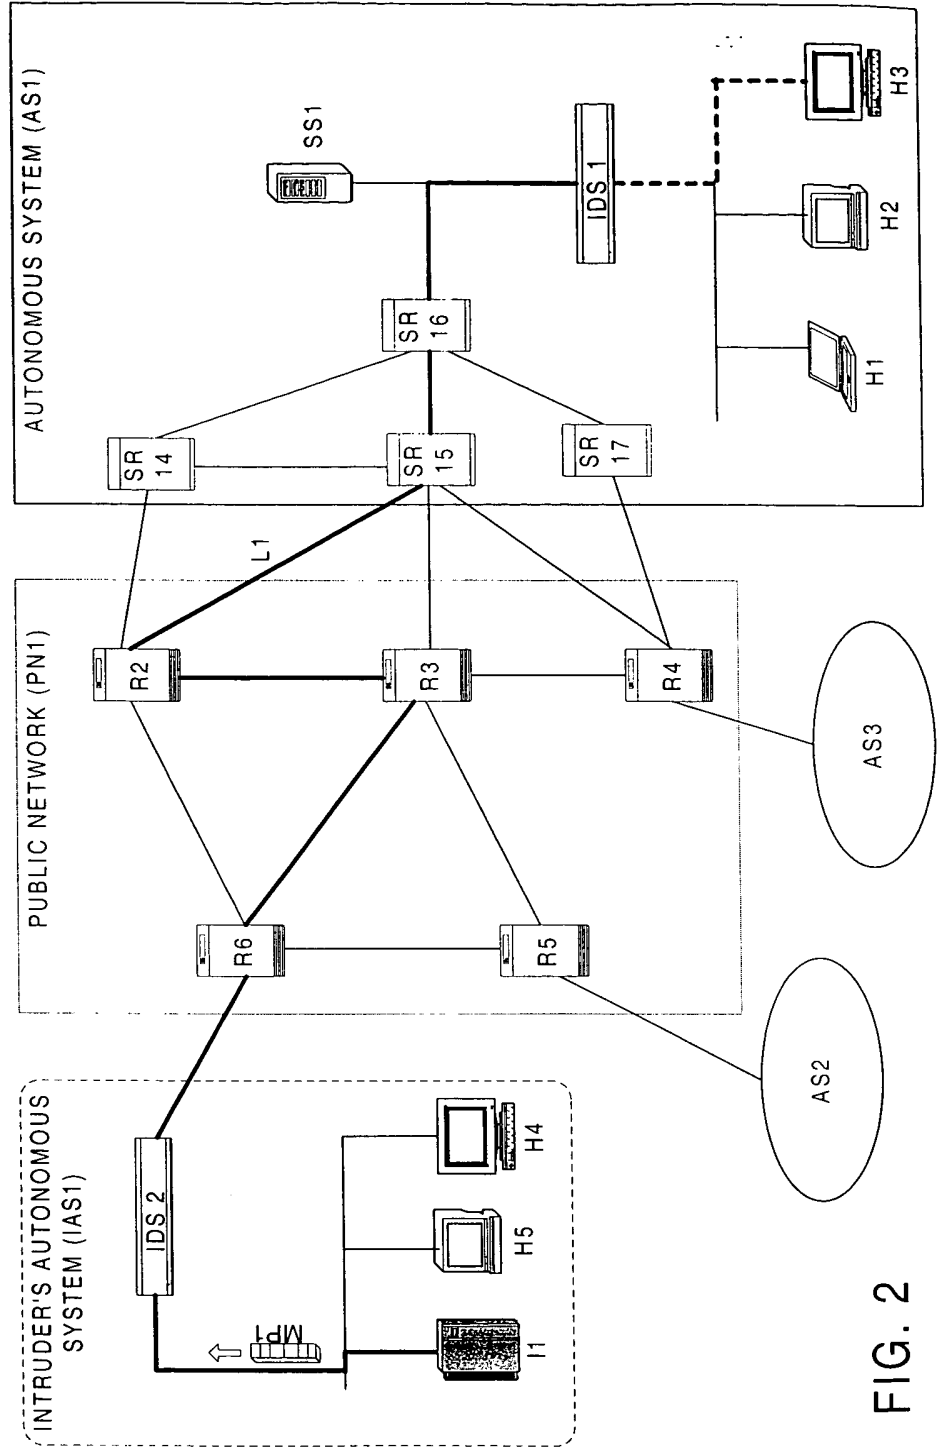 INTRUDER'S AUTONOMOUS
SYSTEM (IAS1)
IDS 2
MP1
I1
H5
H4
PUBLIC NETWORK (PN1)
R6
R5
R2
R3
R4
L1
AS2
AS3
AUTONOMOUS SYSTEM (AS1)
SR
14
SR
15
SR
16
SR
17
SS1
IDS 1
H1
H2
H3
FIG. 2